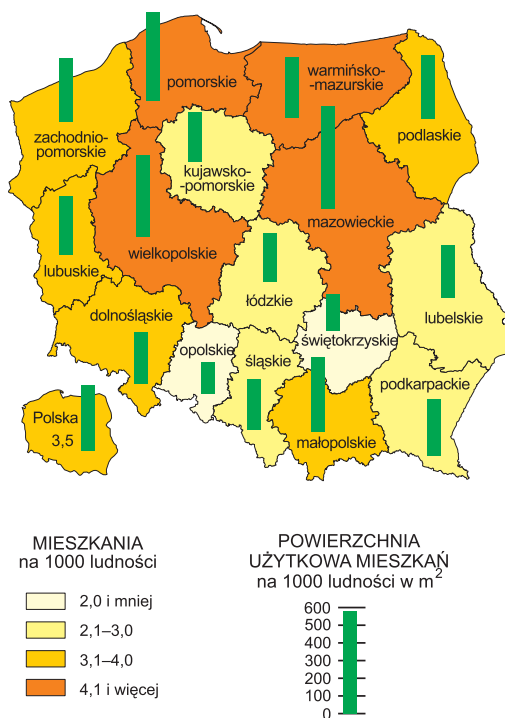 pomorskie
warmińsko-
-mazurskie
zachodnio-
pomorskie
podlaskie
kujawsko-
-pomorskie
mazowieckie
wielkopolskie
lubuskie
łódzkie
dolnośląskie
lubelskie
opolskie
śląskie
świętokrzyskie
podkarpackie
Polska
3,5
małopolskie
MIESZKANIA
na 1000 ludności
2,0 i mniej
2,1–3,0
3,1–4,0
4,1 i więcej
POWIERZCHNIA
UŻYTKOWA MIESZKAŃ
na 1000 ludności w m²
600
500
400
300
200
100
0